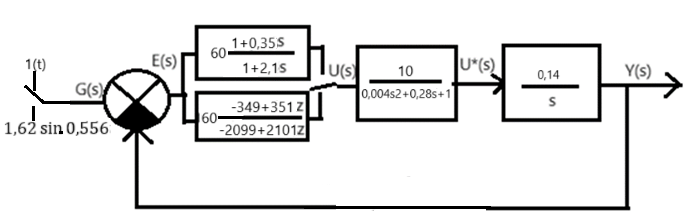 1(t)
G(s)
1,62 sin 0,556
E(s)
60 1+0,35s
1+2,1s
60 -349+351z
-2099+2101z
U(s)
10
0,004s2+0,28s+1
U*(s)
0,14
s
Y(s)